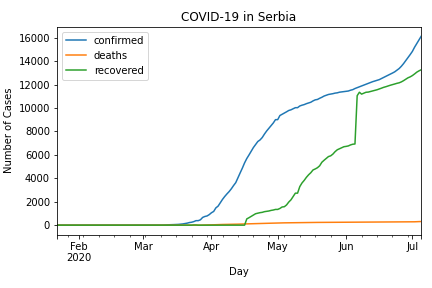 COVID-19 in Serbia
Number of Cases
16000
14000
12000
10000
8000
6000
4000
2000
0
confirmed
deaths
recovered
Feb
2020
Mar
Apr
May
Jun
Jul
Day